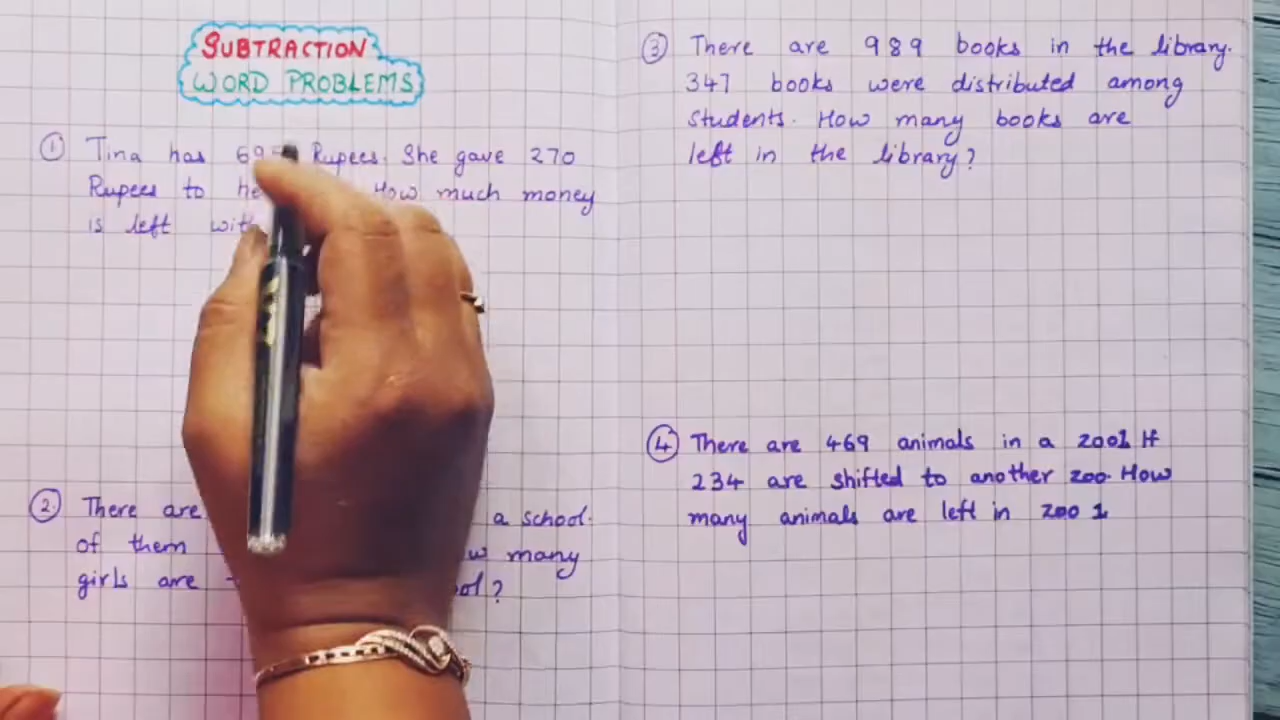 SUBTRACTION
WORD PROBLEMS
① Tina has Rupees. She gave 270
Rupees to How much money
is left
② There are a school.
of them many
girls are
③ There are 989 books in the library.
347 books were distributed among
students. How many books are
left in the library?
④ There are 469 animals in a zoo1 If
234 are shifted to another zoo. How
many animals are left in zoo 1